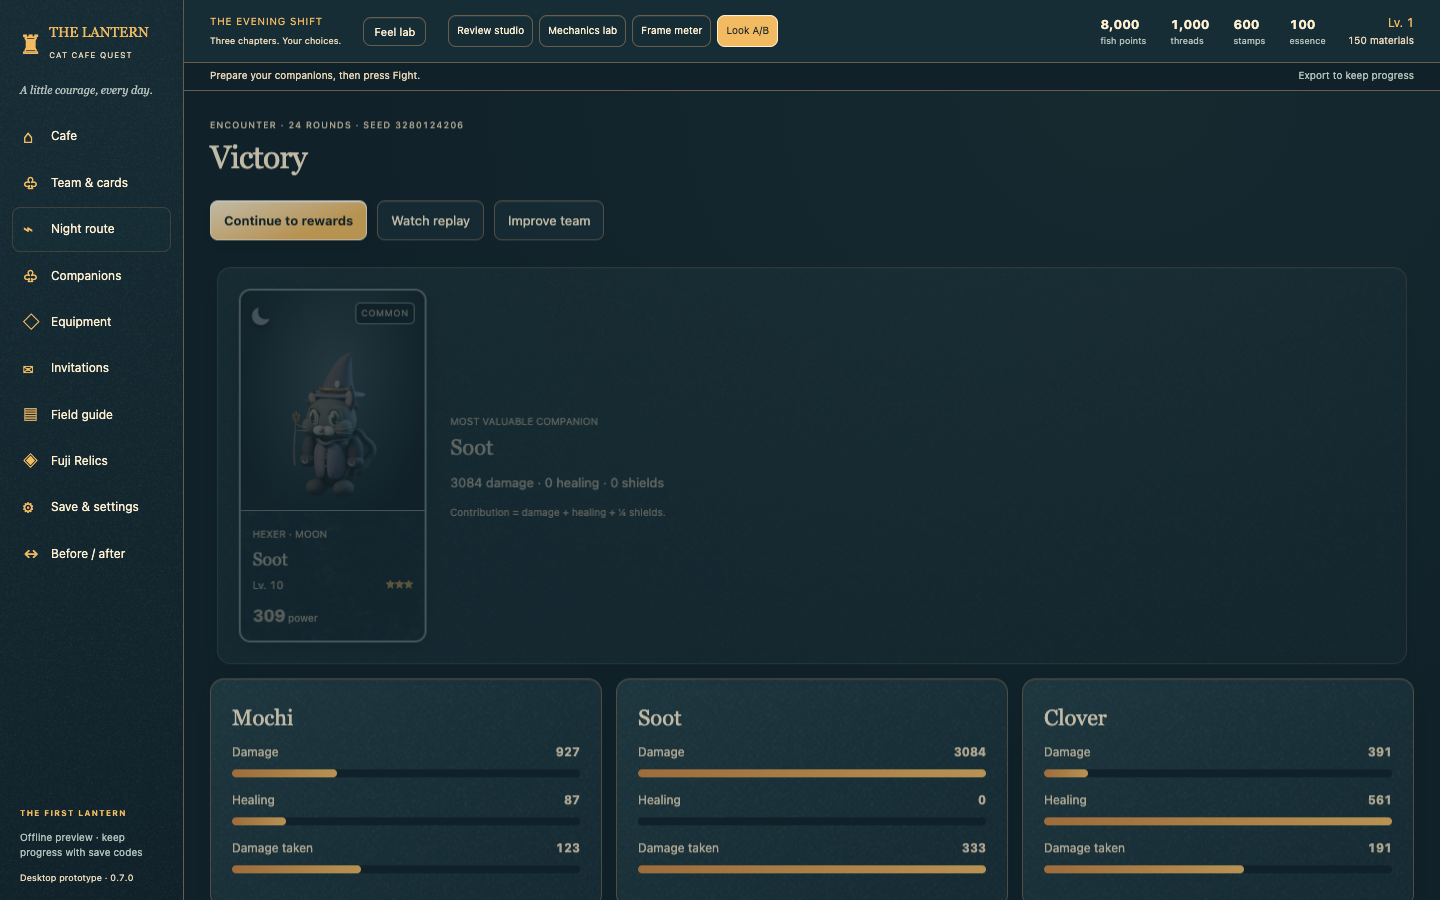 THE LANTERN
CAT CAFE QUEST
A little courage, every day.
Cafe
Team & cards
Night route
Companions
Equipment
Invitations
Field guide
Fuji Relics
Save & settings
Before / after
THE FIRST LANTERN
Offline preview · keep
progress with save codes
Desktop prototype · 0.7.0
THE EVENING SHIFT
Three chapters. Your choices.
Feel lab
Review studio
Mechanics lab
Frame meter
Look A/B
8,000
fish points
1,000
threads
600
stamps
100
essence
Lv. 1
150 materials
Prepare your companions, then press Fight.
Export to keep progress
ENCOUNTER · 24 ROUNDS · SEED 3280124206
Victory
Continue to rewards
Watch replay
Improve team
COMMON
HEXER · MOON
Soot
Lv. 10
309 power
MOST VALUABLE COMPANION
Soot
3084 damage · 0 healing · 0 shields
Contribution = damage + healing + ¼ shields.
Mochi
Damage 927
Healing 87
Damage taken 123
Soot
Damage 3084
Healing 0
Damage taken 333
Clover
Damage 391
Healing 561
Damage taken 191